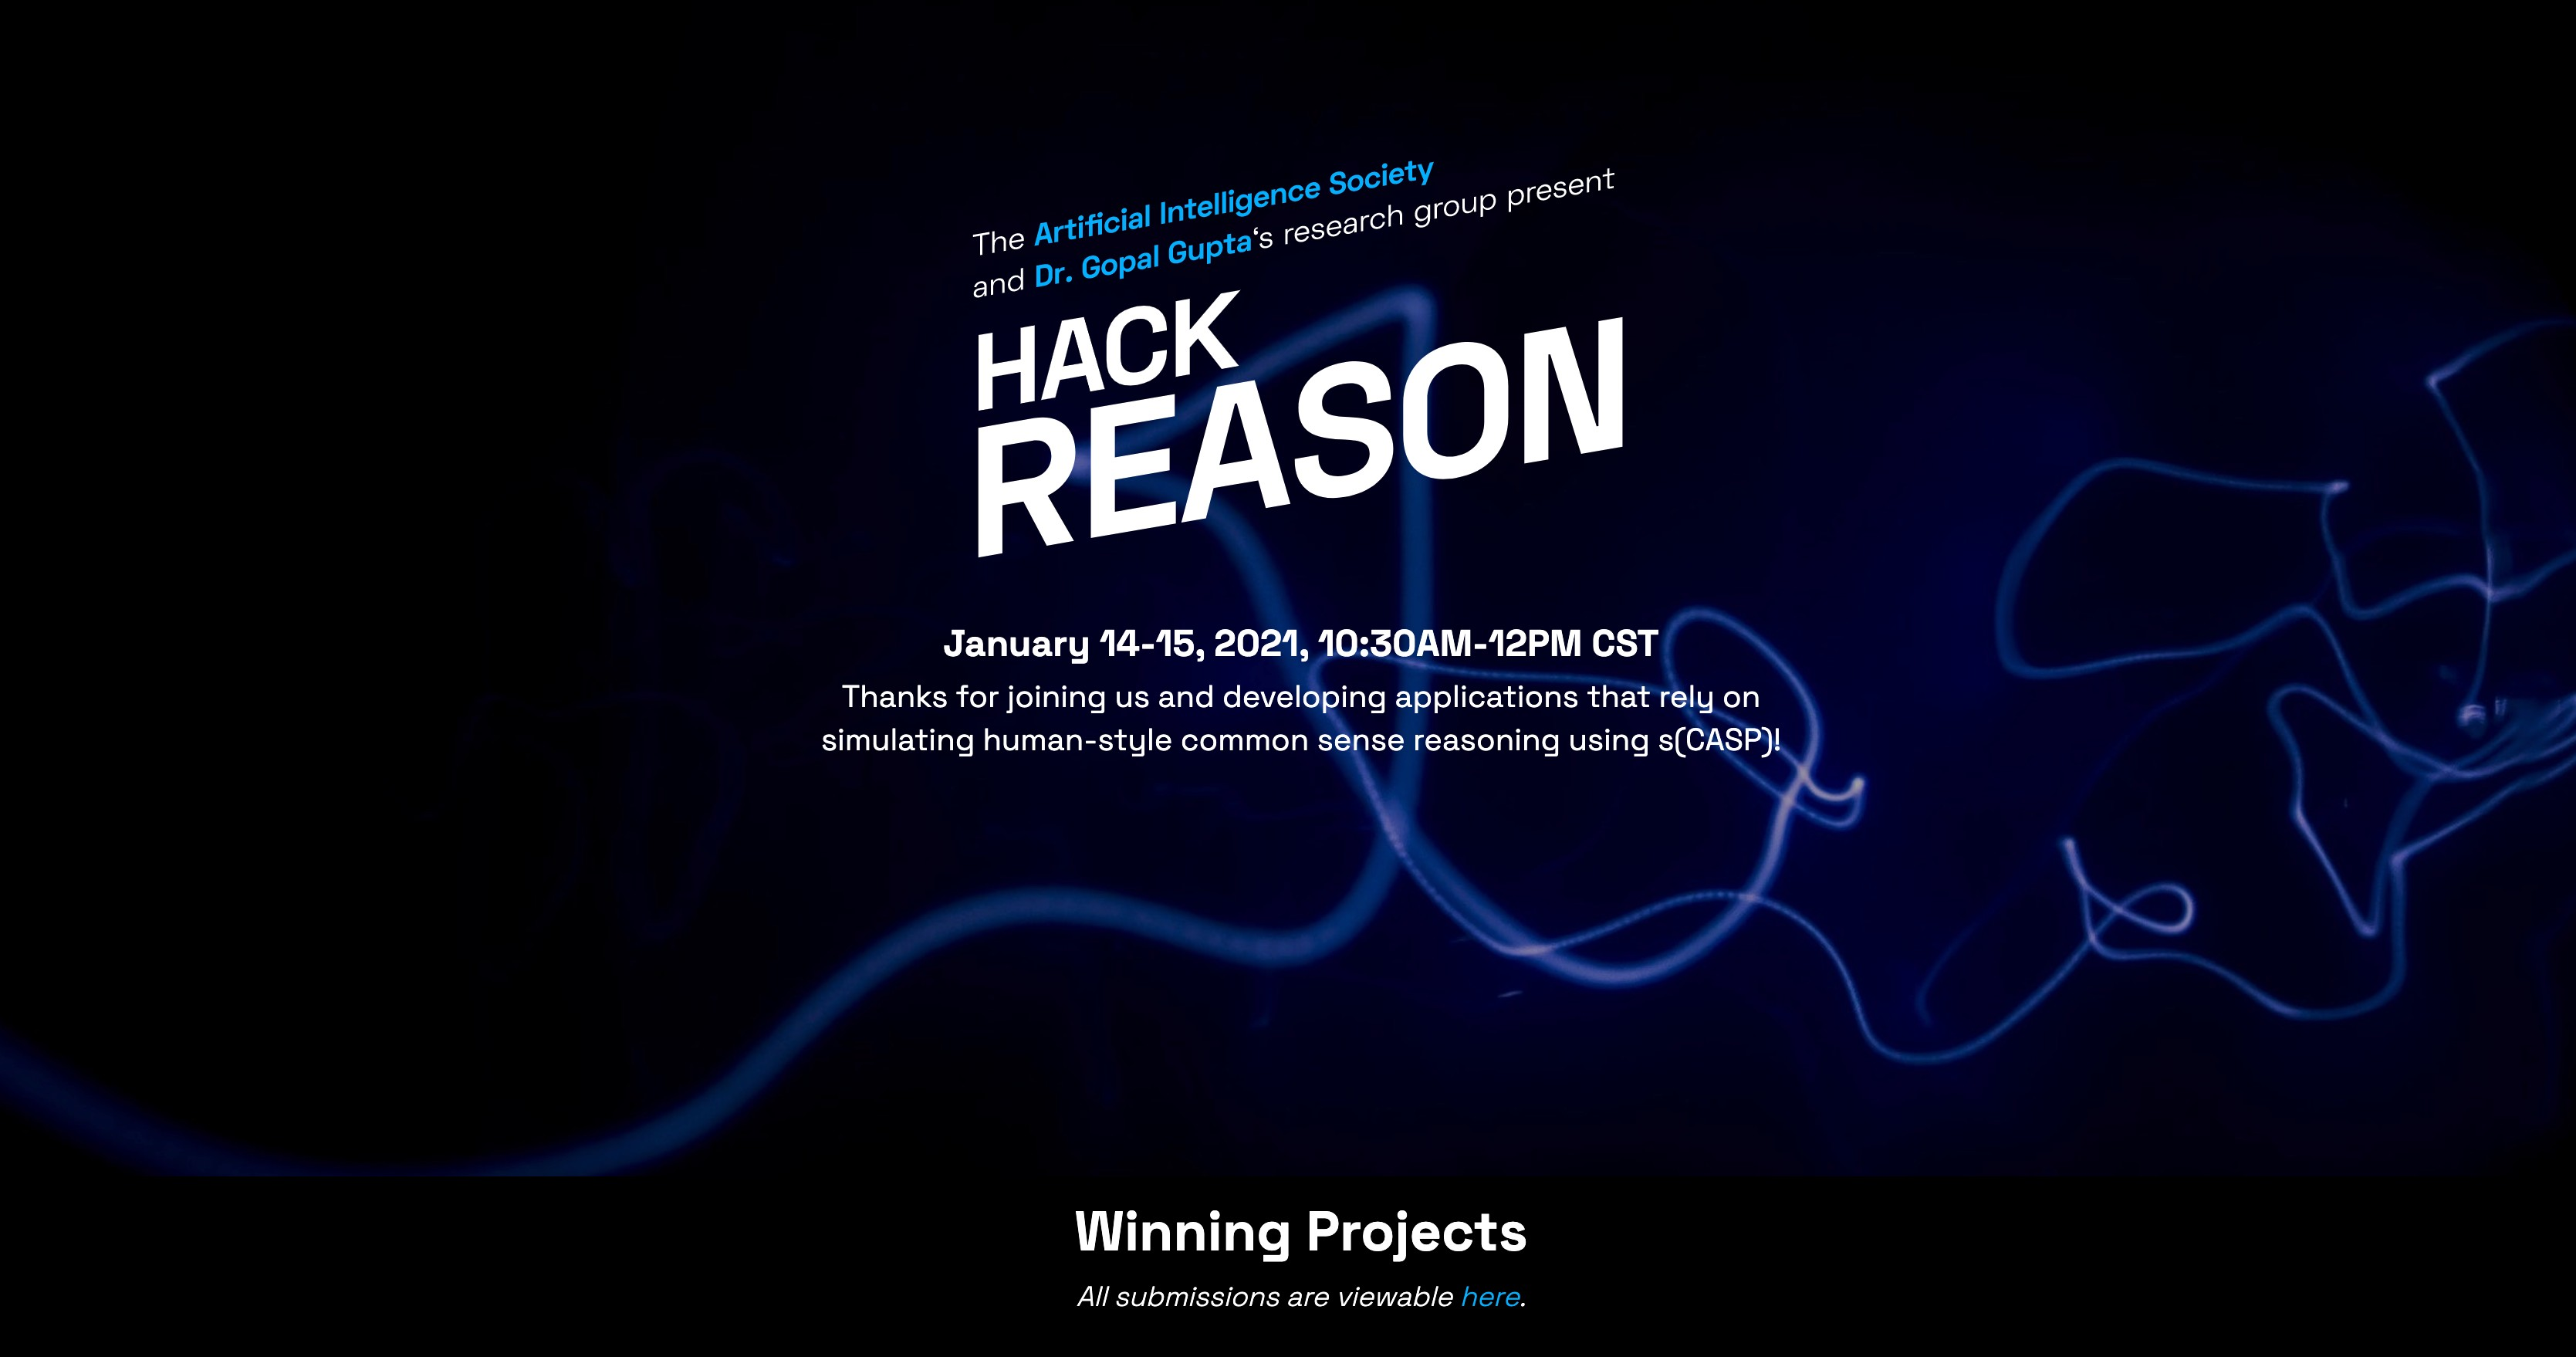 The Artificial Intelligence Society
and Dr. Gopal Gupta‘s research group present
HACK
REASON
January 14-15, 2021, 10:30AM-12PM CST
Thanks for joining us and developing applications that rely on
simulating human-style common sense reasoning using s(CASP)!
Winning Projects
All submissions are viewable here.